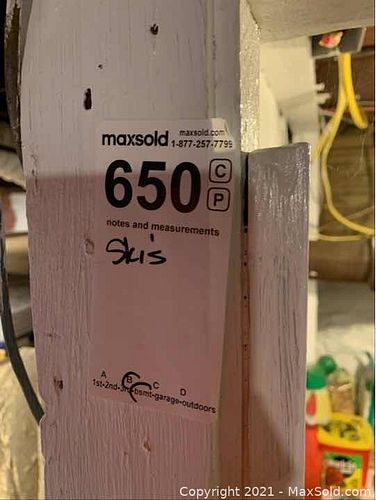 maxsold maxsold.com
1-877-257-7799
650 C
P
notes and measurements
Skis
A B C D
1st-2nd-3rd-bsmt-garage-outdoors
Copyright 2021 - MaxSold.com